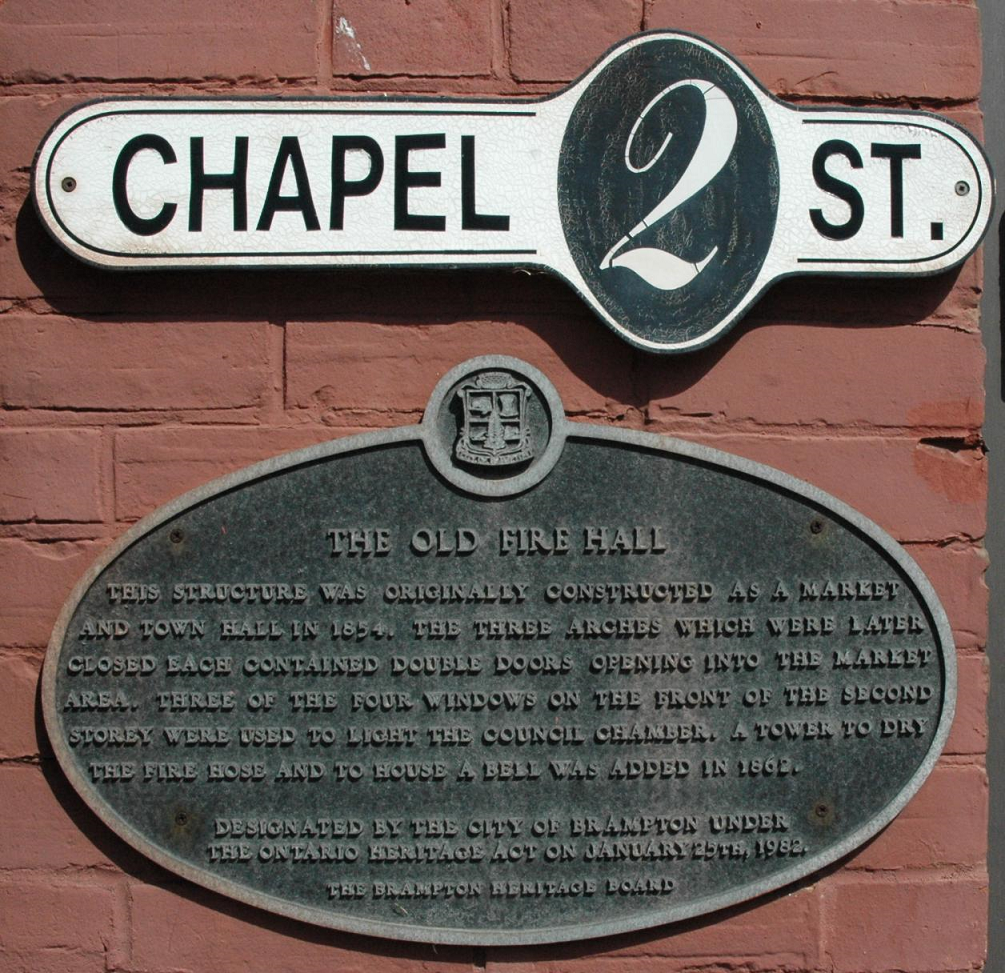 CHAPEL 2 ST.
THE OLD FIRE HALL
THIS STRUCTURE WAS ORIGINALLY CONSTRUCTED AS A MARKET
AND TOWN HALL IN 1854. THE THREE ARCHES WHICH WERE LATER
CLOSED EACH CONTAINED DOUBLE DOORS OPENING INTO THE MARKET
AREA. THREE OF THE FOUR WINDOWS ON THE FRONT OF THE SECOND
STOREY WERE USED TO LIGHT THE COUNCIL CHAMBER. A TOWER TO DRY
THE FIRE HOSE AND TO HOUSE A BELL WAS ADDED IN 1862.
DESIGNATED BY THE CITY OF BRAMPTON UNDER
THE ONTARIO HERITAGE ACT ON JANUARY 25TH, 1982.
THE BRAMPTON HERITAGE BOARD